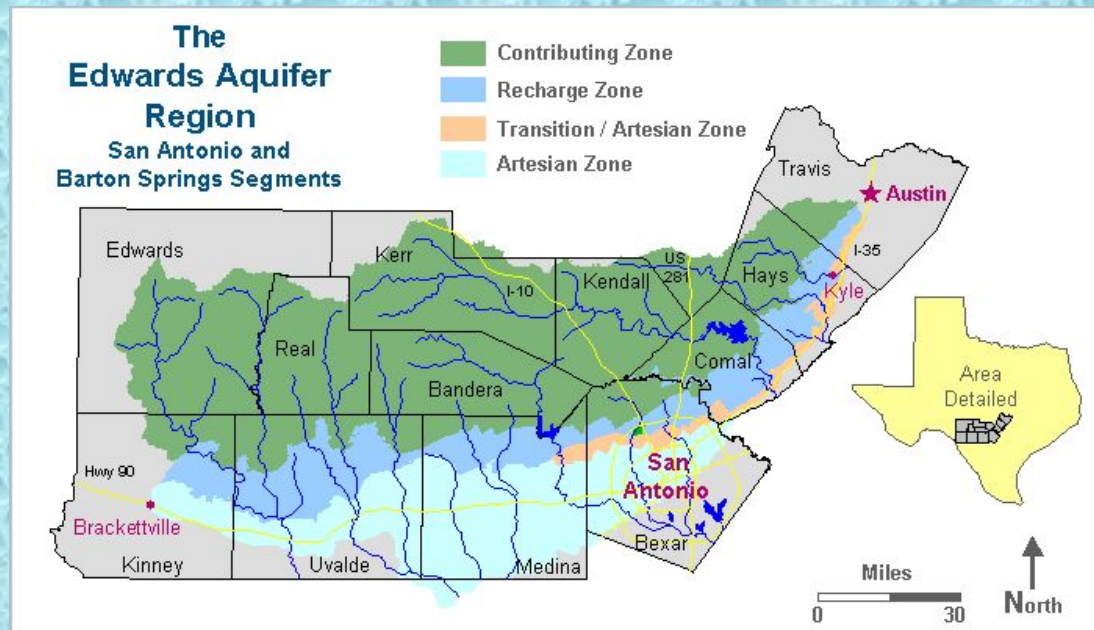 The
Edwards Aquifer
Region
San Antonio and
Barton Springs Segments
Contributing Zone
Recharge Zone
Transition / Artesian Zone
Artesian Zone
Travis
Austin
Edwards
Kerr
I-10
Kendall
US
281
Hays
I-35
Kyle
Real
Bandera
Comal
Area
Detailed
Hwy 90
San
Antonio
Brackettville
Bexar
Kinney
Uvalde
Medina
Miles
0
30
North